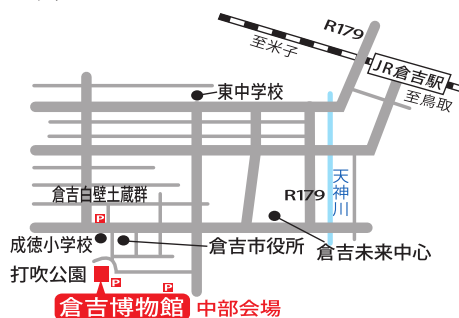 R179
至米子
JR倉吉駅
至鳥取
東中学校
倉吉白壁土蔵群
R179
天神川
P
成徳小学校
倉吉市役所
倉吉未来中心
打吹公園
P
P
倉吉博物館 中部会場